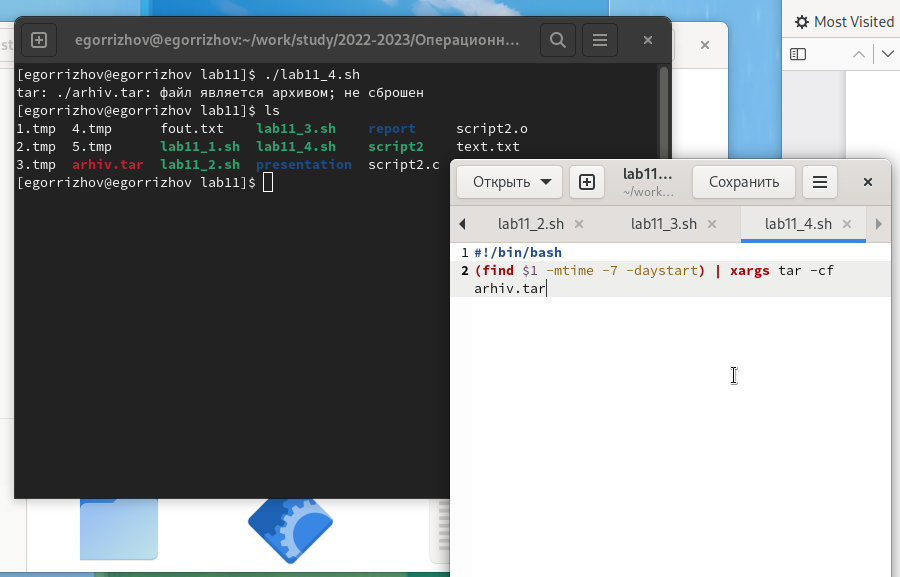 Most Visited
egorrizhov@egorrizhov:~/work/study/2022-2023/Операционн...
[egorrizhov@egorrizhov lab11]$ ./lab11_4.sh
tar: ./arhiv.tar: файл является архивом; не сброшен
[egorrizhov@egorrizhov lab11]$ ls
1.tmp 4.tmp fout.txt lab11_3.sh report script2.o
2.tmp 5.tmp lab11_1.sh lab11_4.sh script2 text.txt
3.tmp arhiv.tar lab11_2.sh presentation script2.c
[egorrizhov@egorrizhov lab11]$
Открыть
lab11...
~/work...
Сохранить
lab11_2.sh
lab11_3.sh
lab11_4.sh
1 #!/bin/bash
2 (find $1 -mtime -7 -daystart) | xargs tar -cf
arhiv.tar